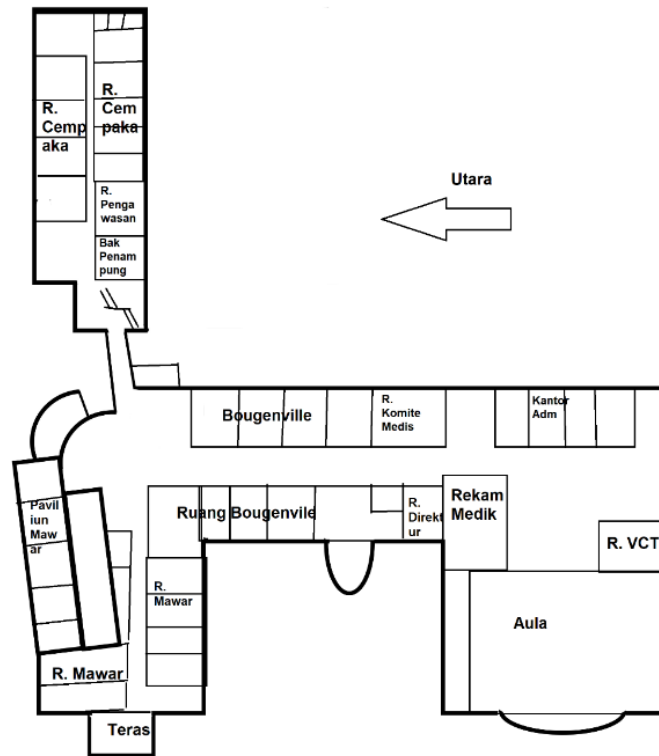 R.
Cemp
aka
R.
Cem
paka
R.
Penga
wasan
Bak
Penam
pung
Utara
Bougenville
R.
Komite
Medis
Kantor
Adm
Pavil
iun
Maw
ar
Ruang Bougenvile
R.
Direkt
ur
Rekam
Medik
R. VCT
R.
Mawar
Aula
R. Mawar
Teras